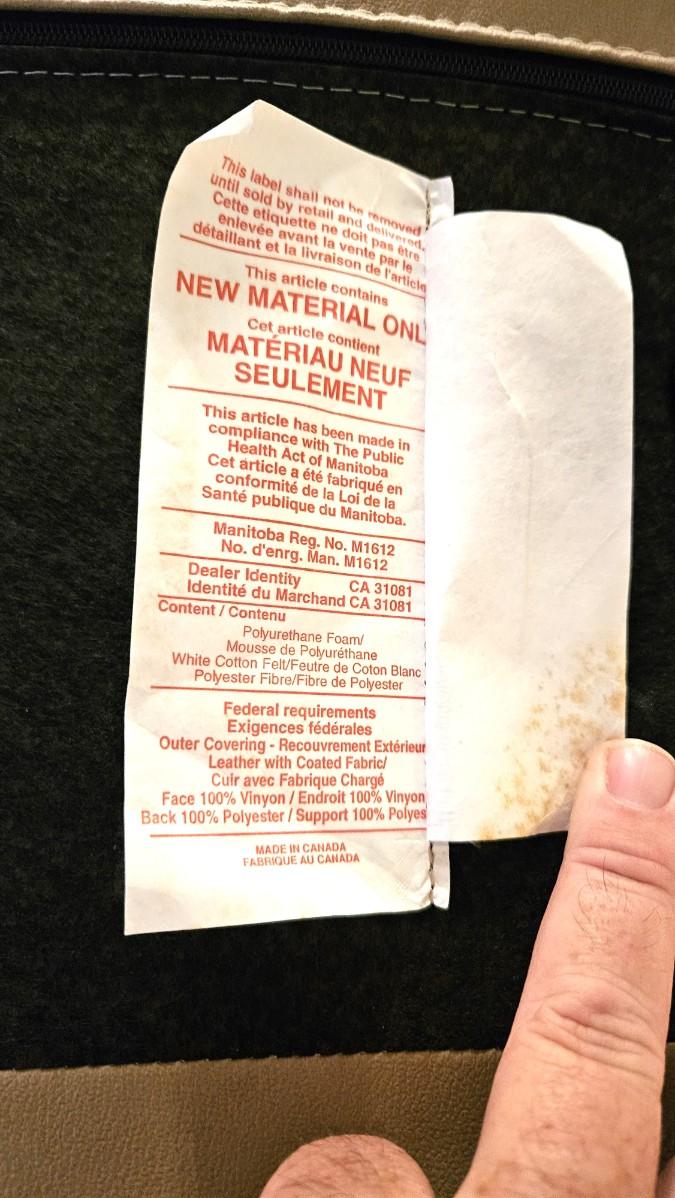 This label shall not be removed
until sold by retail and delivered.
Cette etiquette ne doit pas être
enlevée avant la vente par le
détaillant et la livraison de l'article
This article contains
NEW MATERIAL ONL
Cet article contient
MATÉRIAU NEUF
SEULEMENT
This article has been made in
compliance with The Public
Health Act of Manitoba
Cet article a été fabriqué en
conformité de la Loi de la
Santé publique du Manitoba.
Manitoba Reg. No. M1612
No. d'enrg. Man. M1612
Dealer Identity CA 31081
Identité du Marchand CA 31081
Content / Contenu
Polyurethane Foam/
Mousse de Polyuréthane
White Cotton Felt/Feutre de Coton Blanc
Polyester Fibre/Fibre de Polyester
Federal requirements
Exigences fédérales
Outer Covering - Recouvrement Extérieur
Leather with Coated Fabric/
Cuir avec Fabrique Chargé
Face 100% Vinyon / Endroit 100% Vinyon
Back 100% Polyester / Support 100% Polyes
MADE IN CANADA
FABRIQUE AU CANADA